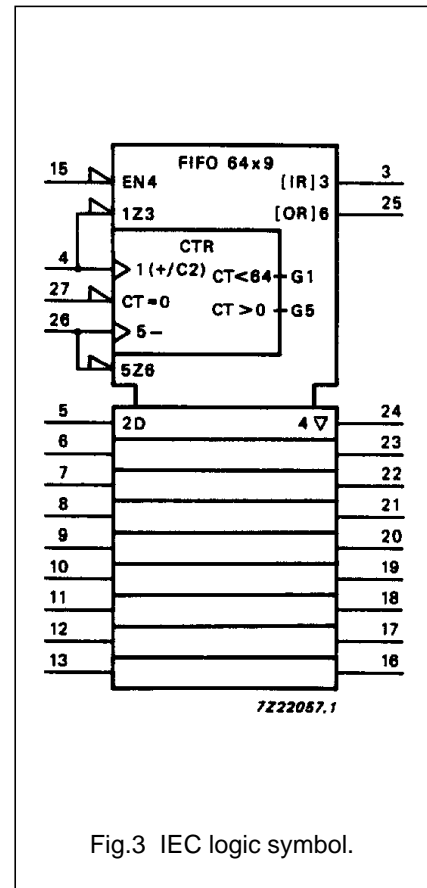 FIFO 64x9
15 EN4 [IR]3 3
1Z3 [OR]6 25
CTR
4 1(+/C2) CT<64 G1
27 CT=0 CT>0 G5
26 5−
5Z6
5 2D 4 ▽ 24
6 23
7 22
8 21
9 20
10 19
11 18
12 17
13 16
7Z22057.1
Fig.3 IEC logic symbol.